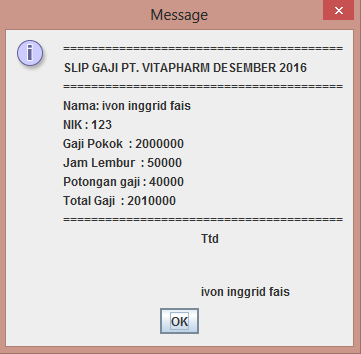 Message
========================================
SLIP GAJI PT. VITAPHARM DESEMBER 2016
========================================
Nama: ivon inggrid fais
NIK : 123
Gaji Pokok  : 2000000
Jam Lembur  : 50000
Potongan gaji : 40000
Total Gaji  : 2010000
========================================
Ttd
ivon inggrid fais
OK